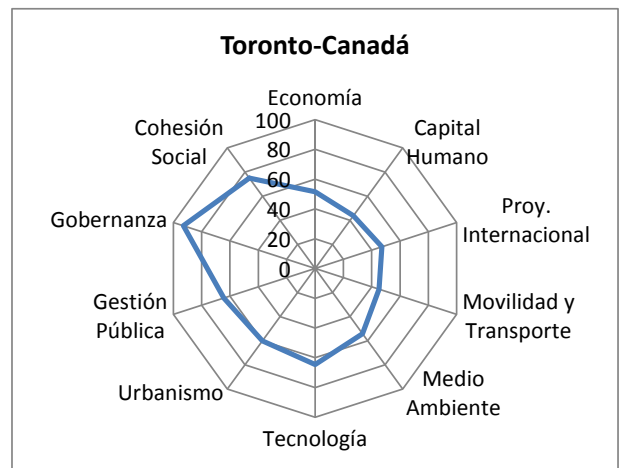 Toronto-Canadá
Economía
Capital
Humano
Proy.
Internacional
Movilidad y
Transporte
Medio
Ambiente
Tecnología
Urbanismo
Gestión
Pública
Gobernanza
Cohesión
Social
100
80
60
40
20
0